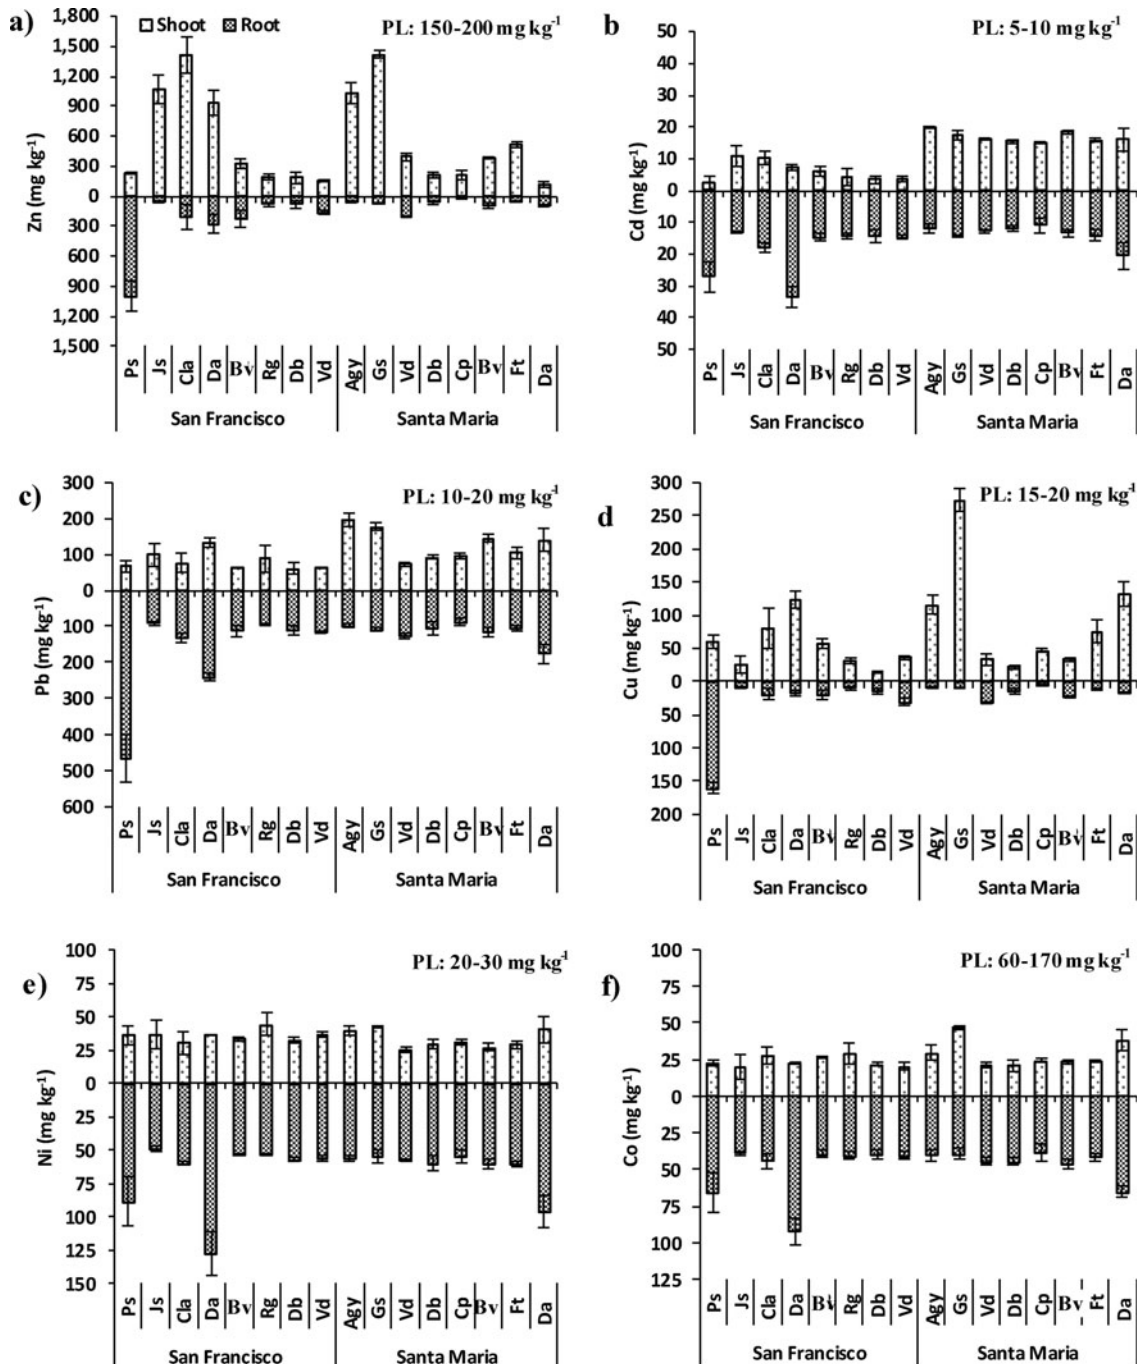 a)
Shoot Root
PL: 150-200 mg kg-1
Zn (mg kg-1)
1,800
1,500
1,200
900
600
300
0
300
600
900
1,200
1,500
Ps Js Cla Da Bv Rg Db Vd Agy Gs Vd Db Cp Bv Ft Da
San Francisco Santa Maria
b
PL: 5-10 mg kg-1
Cd (mg kg-1)
50
40
30
20
10
0
10
20
30
40
50
Ps Js Cla Da Bv Rg Db Vd Agy Gs Vd Db Cp Bv Ft Da
San Francisco Santa Maria
c)
PL: 10-20 mg kg-1
Pb (mg kg-1)
300
200
100
0
100
200
300
400
500
600
Ps Js Cla Da Bv Rg Db Vd Agy Gs Vd Db Cp Bv Ft Da
San Francisco Santa Maria
d
PL: 15-20 mg kg-1
Cu (mg kg-1)
300
250
200
150
100
50
0
50
100
150
200
Ps Js Cla Da Bv Rg Db Vd Agy Gs Vd Db Cp Bv Ft Da
San Francisco Santa Maria
e)
PL: 20-30 mg kg-1
Ni (mg kg-1)
100
75
50
25
0
25
50
75
100
125
150
Ps Js Cla Da Bv Rg Db Vd Agy Gs Vd Db Cp Bv Ft Da
San Francisco Santa Maria
f)
PL: 60-170 mg kg-1
Co (mg kg-1)
100
75
50
25
0
25
50
75
100
125
Ps Js Cla Da Bv Rg Db Vd Agy Gs Vd Db Cp Bv Ft Da
San Francisco Santa Maria